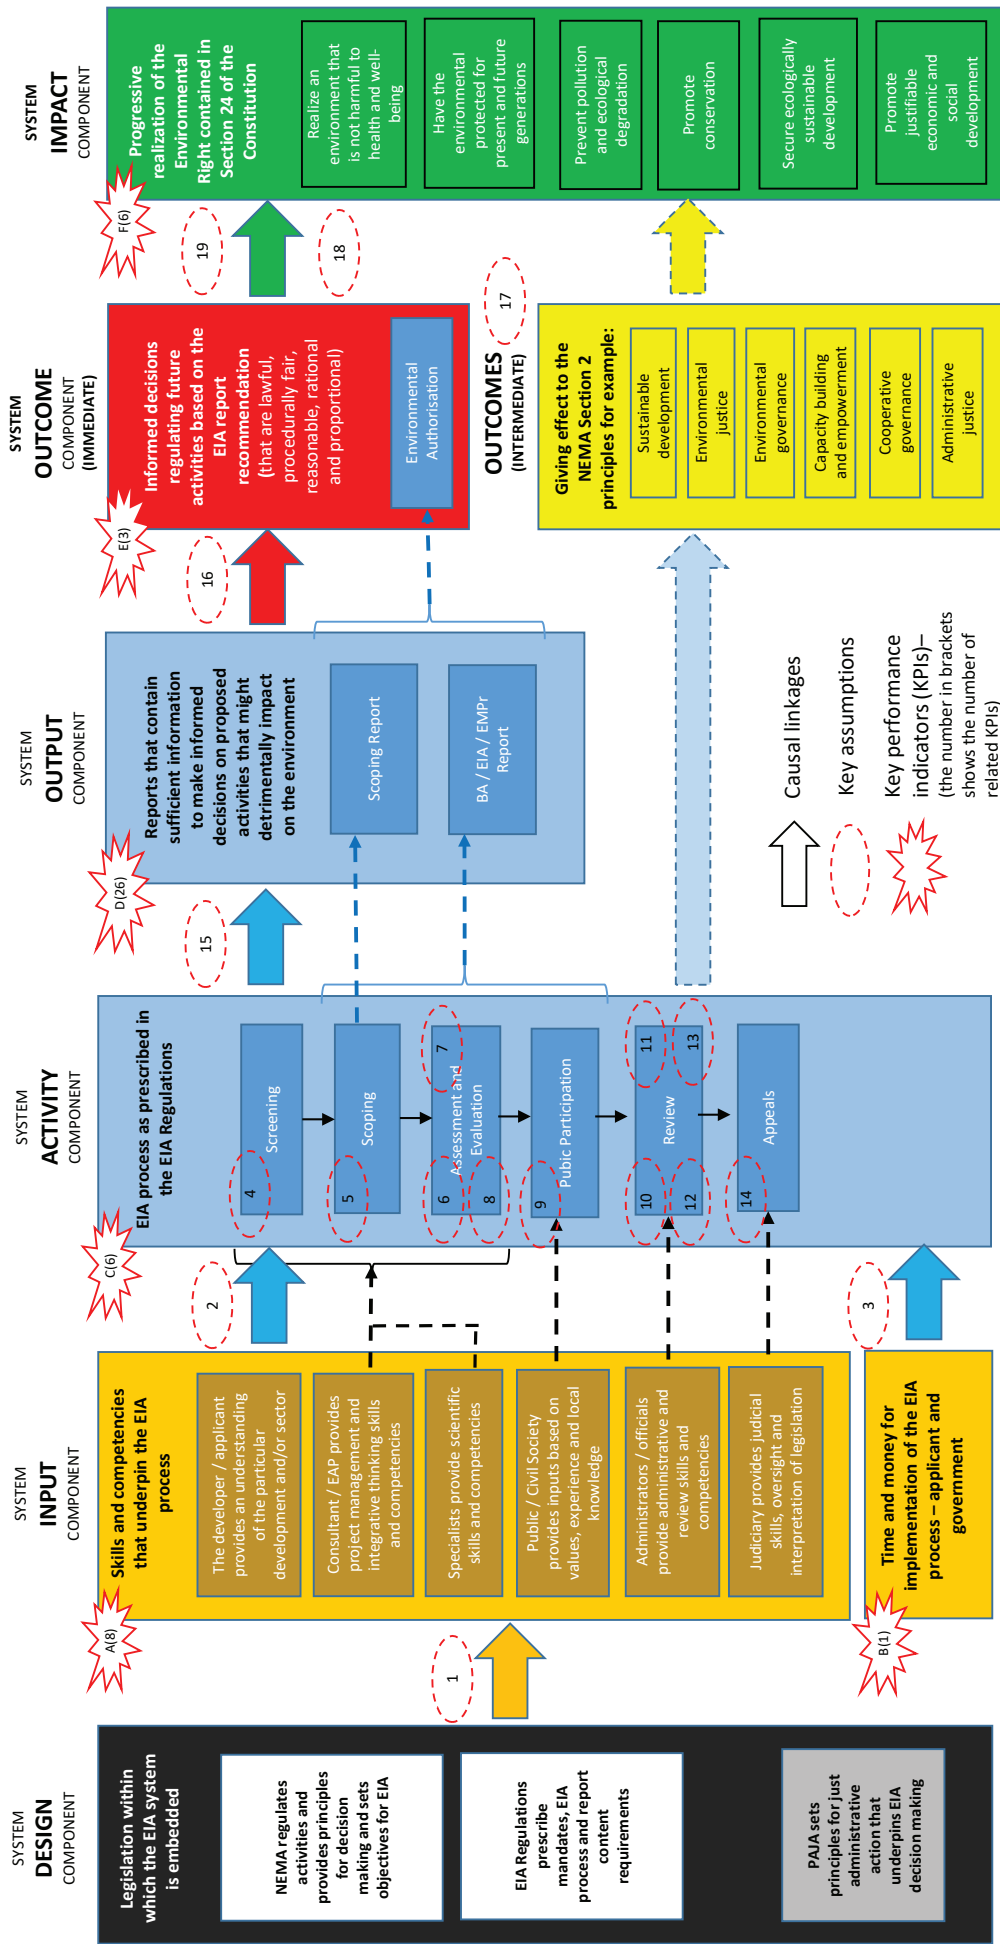 SYSTEM
DESIGN
COMPONENT
Legislation within
which the EIA system
is embedded
NEMA regulates
activities and
provides principles
for decision
making and sets
objectives for EIA
EIA Regulations
prescribe
mandates, EIA
process and report
content
requirements
PAJA sets
principles for just
administrative
action that
underpins EIA
decision making
1
SYSTEM
INPUT
COMPONENT
A(8)
Skills and competencies
that underpin the EIA
process
The developer / applicant
provides an understanding
of the particular
development and/or sector
Consultant / EAP provides
project management and
integrative thinking skills
and competencies
Specialists provide scientific
skills and competencies
Public / Civil Society
provides inputs based on
values, experience and local
knowledge
Administrators / officials
provide administrative and
review skills and
competencies
Judiciary provides judicial
skills, oversight and
interpretation of legislation
B(1)
Time and money for
implementation of the EIA
process – applicant and
government
2
3
SYSTEM
ACTIVITY
COMPONENT
C(6)
EIA process as prescribed in
the EIA Regulations
4
Screening
5
Scoping
6
7
8
Assessment and
Evaluation
9
Pubic Participation
10
11
Review
12
13
14
Appeals
15
SYSTEM
OUTPUT
COMPONENT
D(26)
Reports that contain
sufficient information
to make informed
decisions on proposed
activities that might
detrimentally impact
on the environment
Scoping Report
BA / EIA / EMPr
Report
16
SYSTEM
OUTCOME
COMPONENT
(IMMEDIATE)
E(3)
Informed decisions
regulating future
activities based on the
EIA report
recommendation
(that are lawful,
procedurally fair,
reasonable, rational
and proportional)
Environmental
Authorisation
OUTCOMES
(INTERMEDIATE)
17
Giving effect to the
NEMA Section 2
principles for example:
Sustainable
development
Environmental
justice
Environmental
governance
Capacity building
and empowerment
Cooperative
governance
Administrative
justice
19
18
SYSTEM
IMPACT
COMPONENT
F(6)
Progressive
realization of the
Environmental
Right contained in
Section 24 of the
Constitution
Realize an
environment that
is not harmful to
health and well-
being
Have the
environmental
protected for
present and future
generations
Prevent pollution
and ecological
degradation
Promote
conservation
Secure ecologically
sustainable
development
Promote
justifiable
economic and
social
development
Causal linkages
Key assumptions
Key performance
indicators (KPIs)–
(the number in brackets
shows the number of
related KPIs)